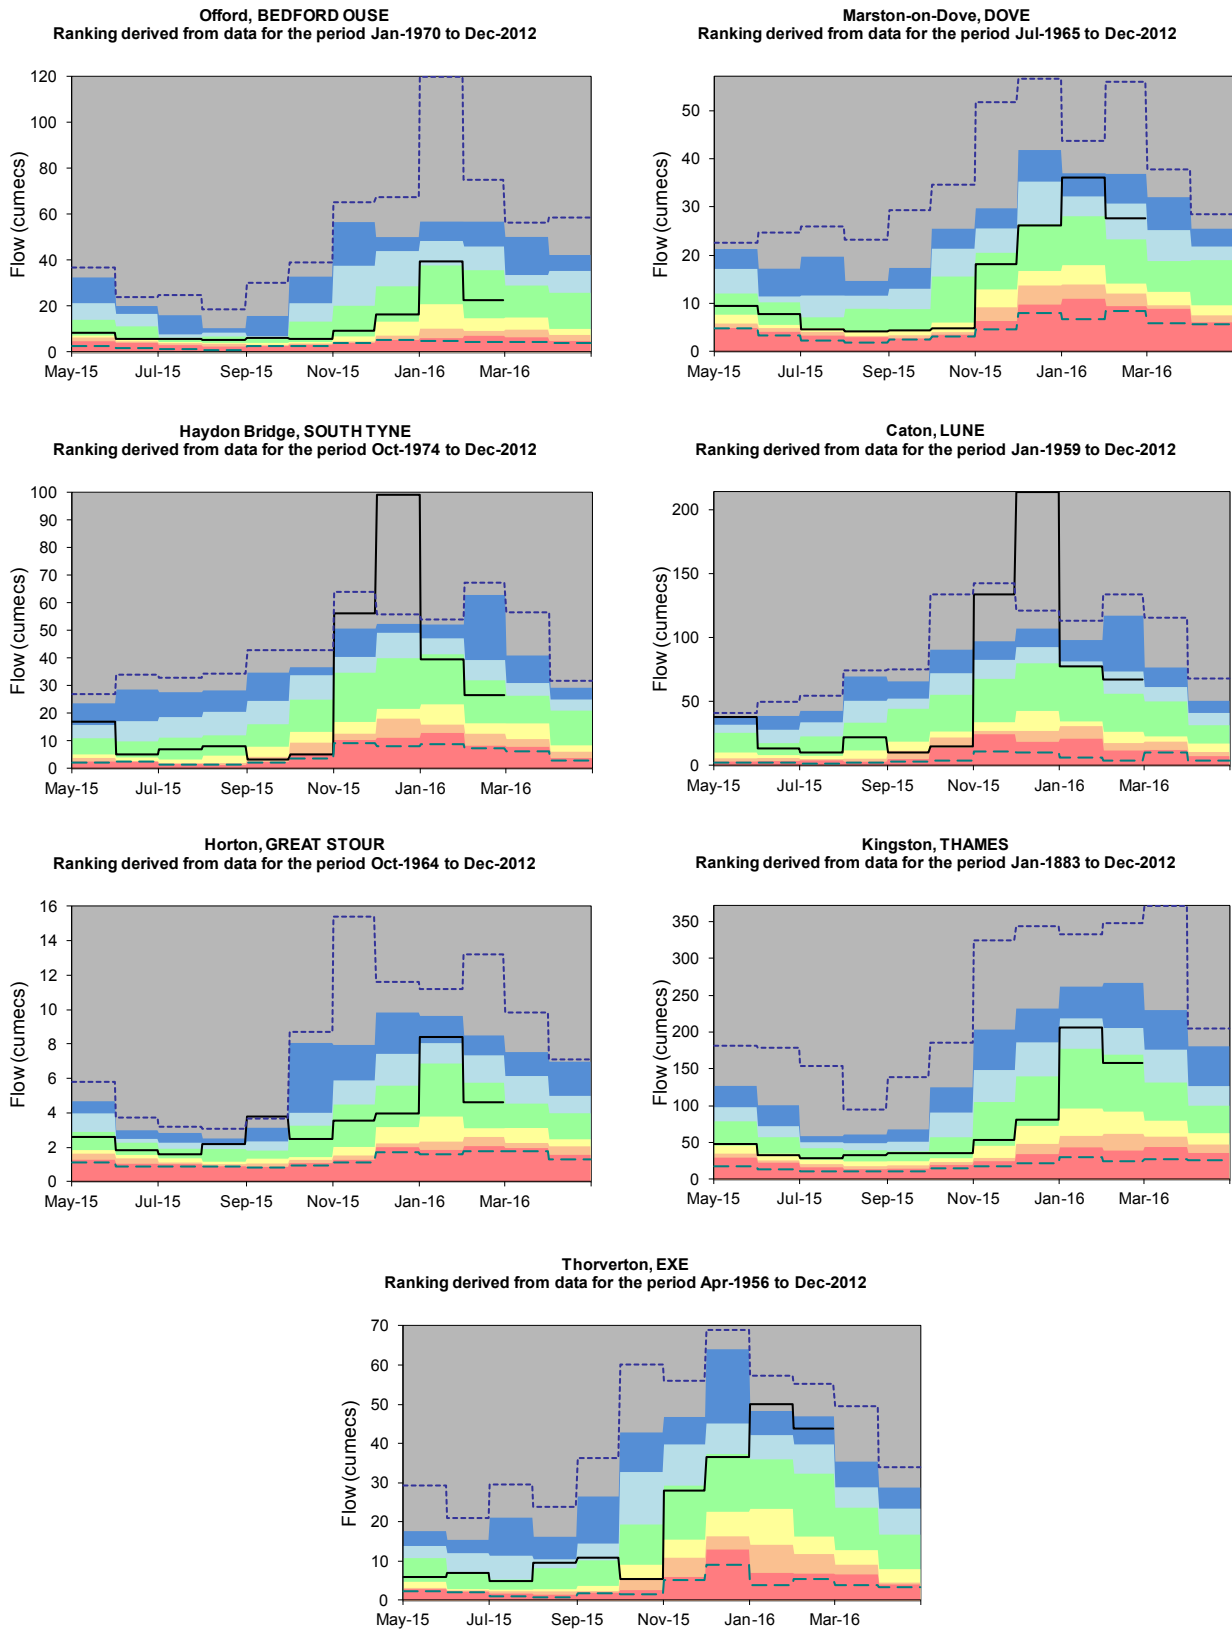 Offord, BEDFORD OUSE
Ranking derived from data for the period Jan-1970 to Dec-2012
Flow (cumecs)
120
100
80
60
40
20
0
May-15 Jul-15 Sep-15 Nov-15 Jan-16 Mar-16
Marston-on-Dove, DOVE
Ranking derived from data for the period Jul-1965 to Dec-2012
Flow (cumecs)
50
40
30
20
10
0
May-15 Jul-15 Sep-15 Nov-15 Jan-16 Mar-16
Haydon Bridge, SOUTH TYNE
Ranking derived from data for the period Oct-1974 to Dec-2012
Flow (cumecs)
100
90
80
70
60
50
40
30
20
10
0
May-15 Jul-15 Sep-15 Nov-15 Jan-16 Mar-16
Caton, LUNE
Ranking derived from data for the period Jan-1959 to Dec-2012
Flow (cumecs)
200
150
100
50
0
May-15 Jul-15 Sep-15 Nov-15 Jan-16 Mar-16
Horton, GREAT STOUR
Ranking derived from data for the period Oct-1964 to Dec-2012
Flow (cumecs)
16
14
12
10
8
6
4
2
0
May-15 Jul-15 Sep-15 Nov-15 Jan-16 Mar-16
Kingston, THAMES
Ranking derived from data for the period Jan-1883 to Dec-2012
Flow (cumecs)
350
300
250
200
150
100
50
0
May-15 Jul-15 Sep-15 Nov-15 Jan-16 Mar-16
Thorverton, EXE
Ranking derived from data for the period Apr-1956 to Dec-2012
Flow (cumecs)
70
60
50
40
30
20
10
0
May-15 Jul-15 Sep-15 Nov-15 Jan-16 Mar-16